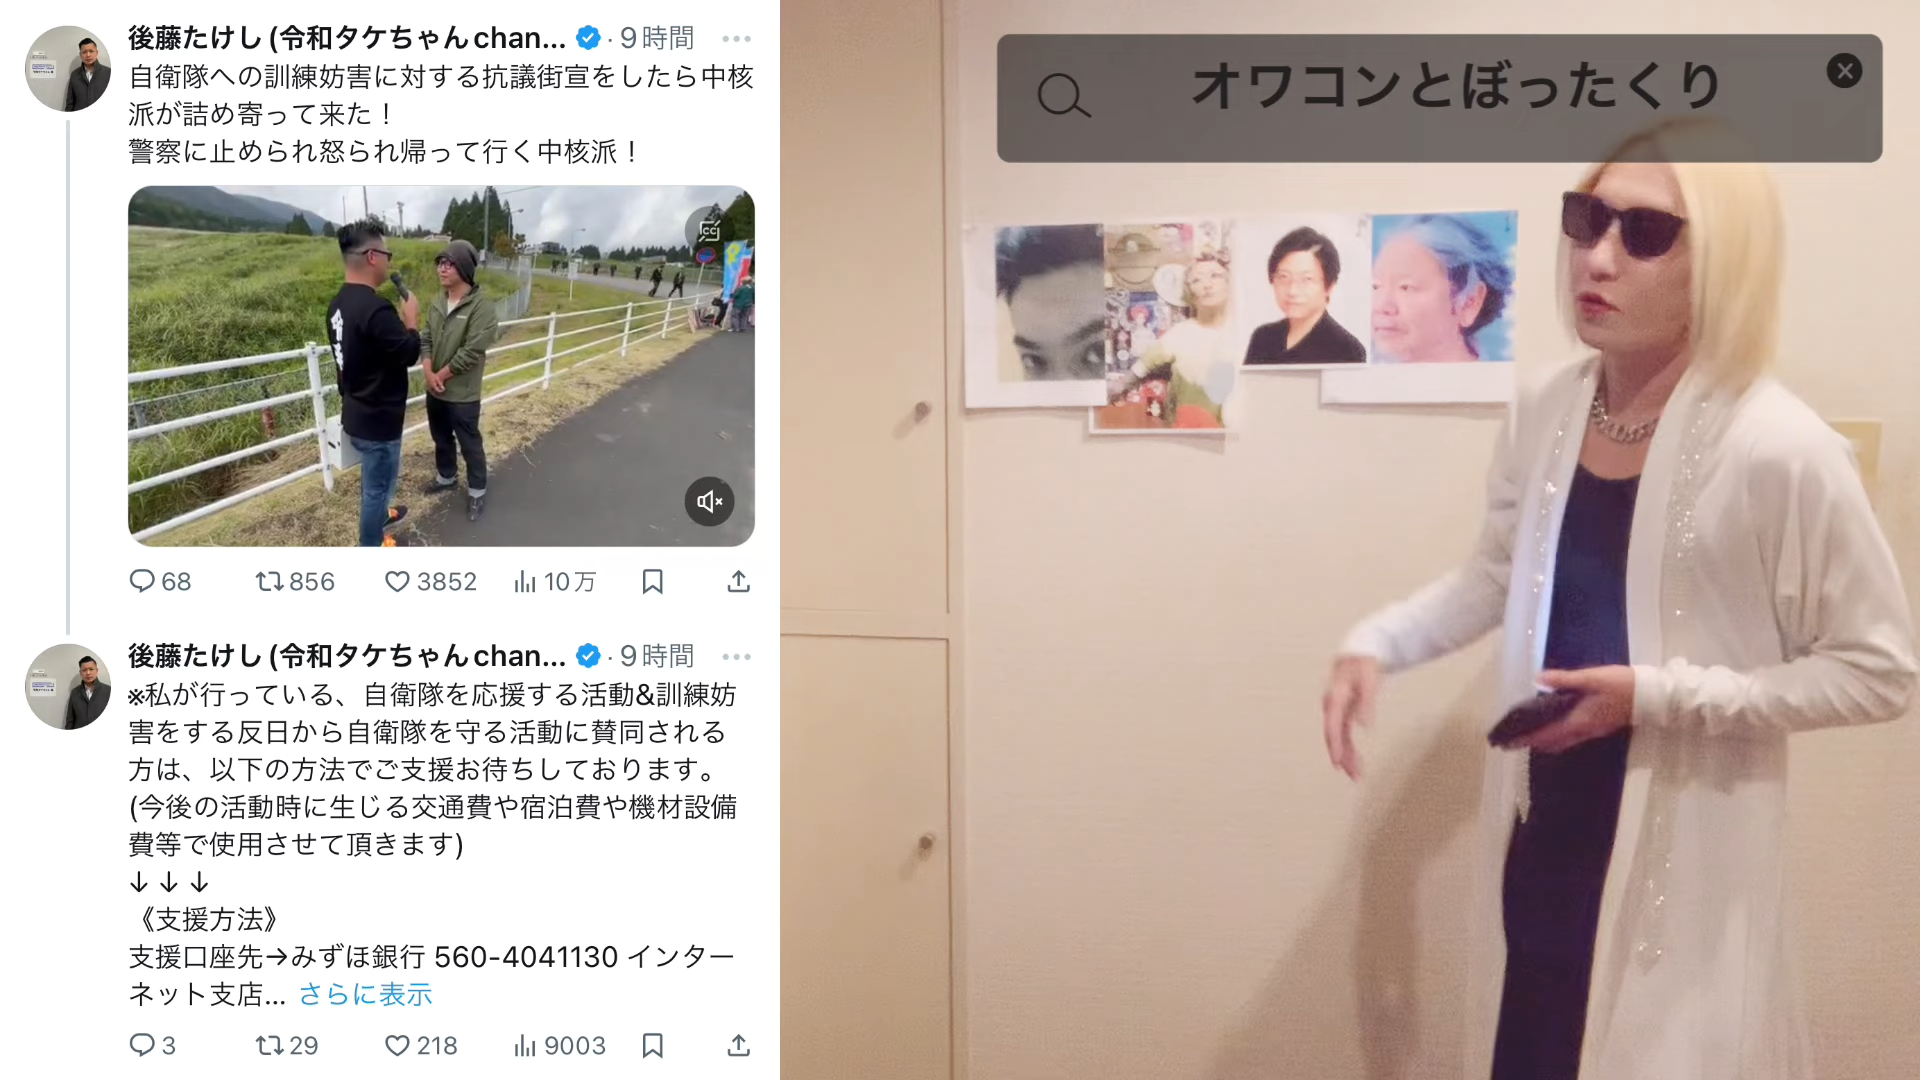 後藤たけし(令和タケちゃんchan... · 9時間
自衛隊への訓練妨害に対する抗議街宣をしたら中核
派が詰め寄って来た！
警察に止められ怒られ帰って行く中核派！
68 856 3852 10万
後藤たけし(令和タケちゃんchan... · 9時間
※私が行っている、自衛隊を応援する活動&訓練妨
害をする反日から自衛隊を守る活動に賛同される
方は、以下の方法でご支援お待ちしております。
(今後の活動時に生じる交通費や宿泊費や機材設備
費等で使用させて頂きます)
↓↓↓
《支援方法》
支援口座先→みずほ銀行 560-4041130 インター
ネット支店... さらに表示
3 29 218 9003
オワコンとぼったくり